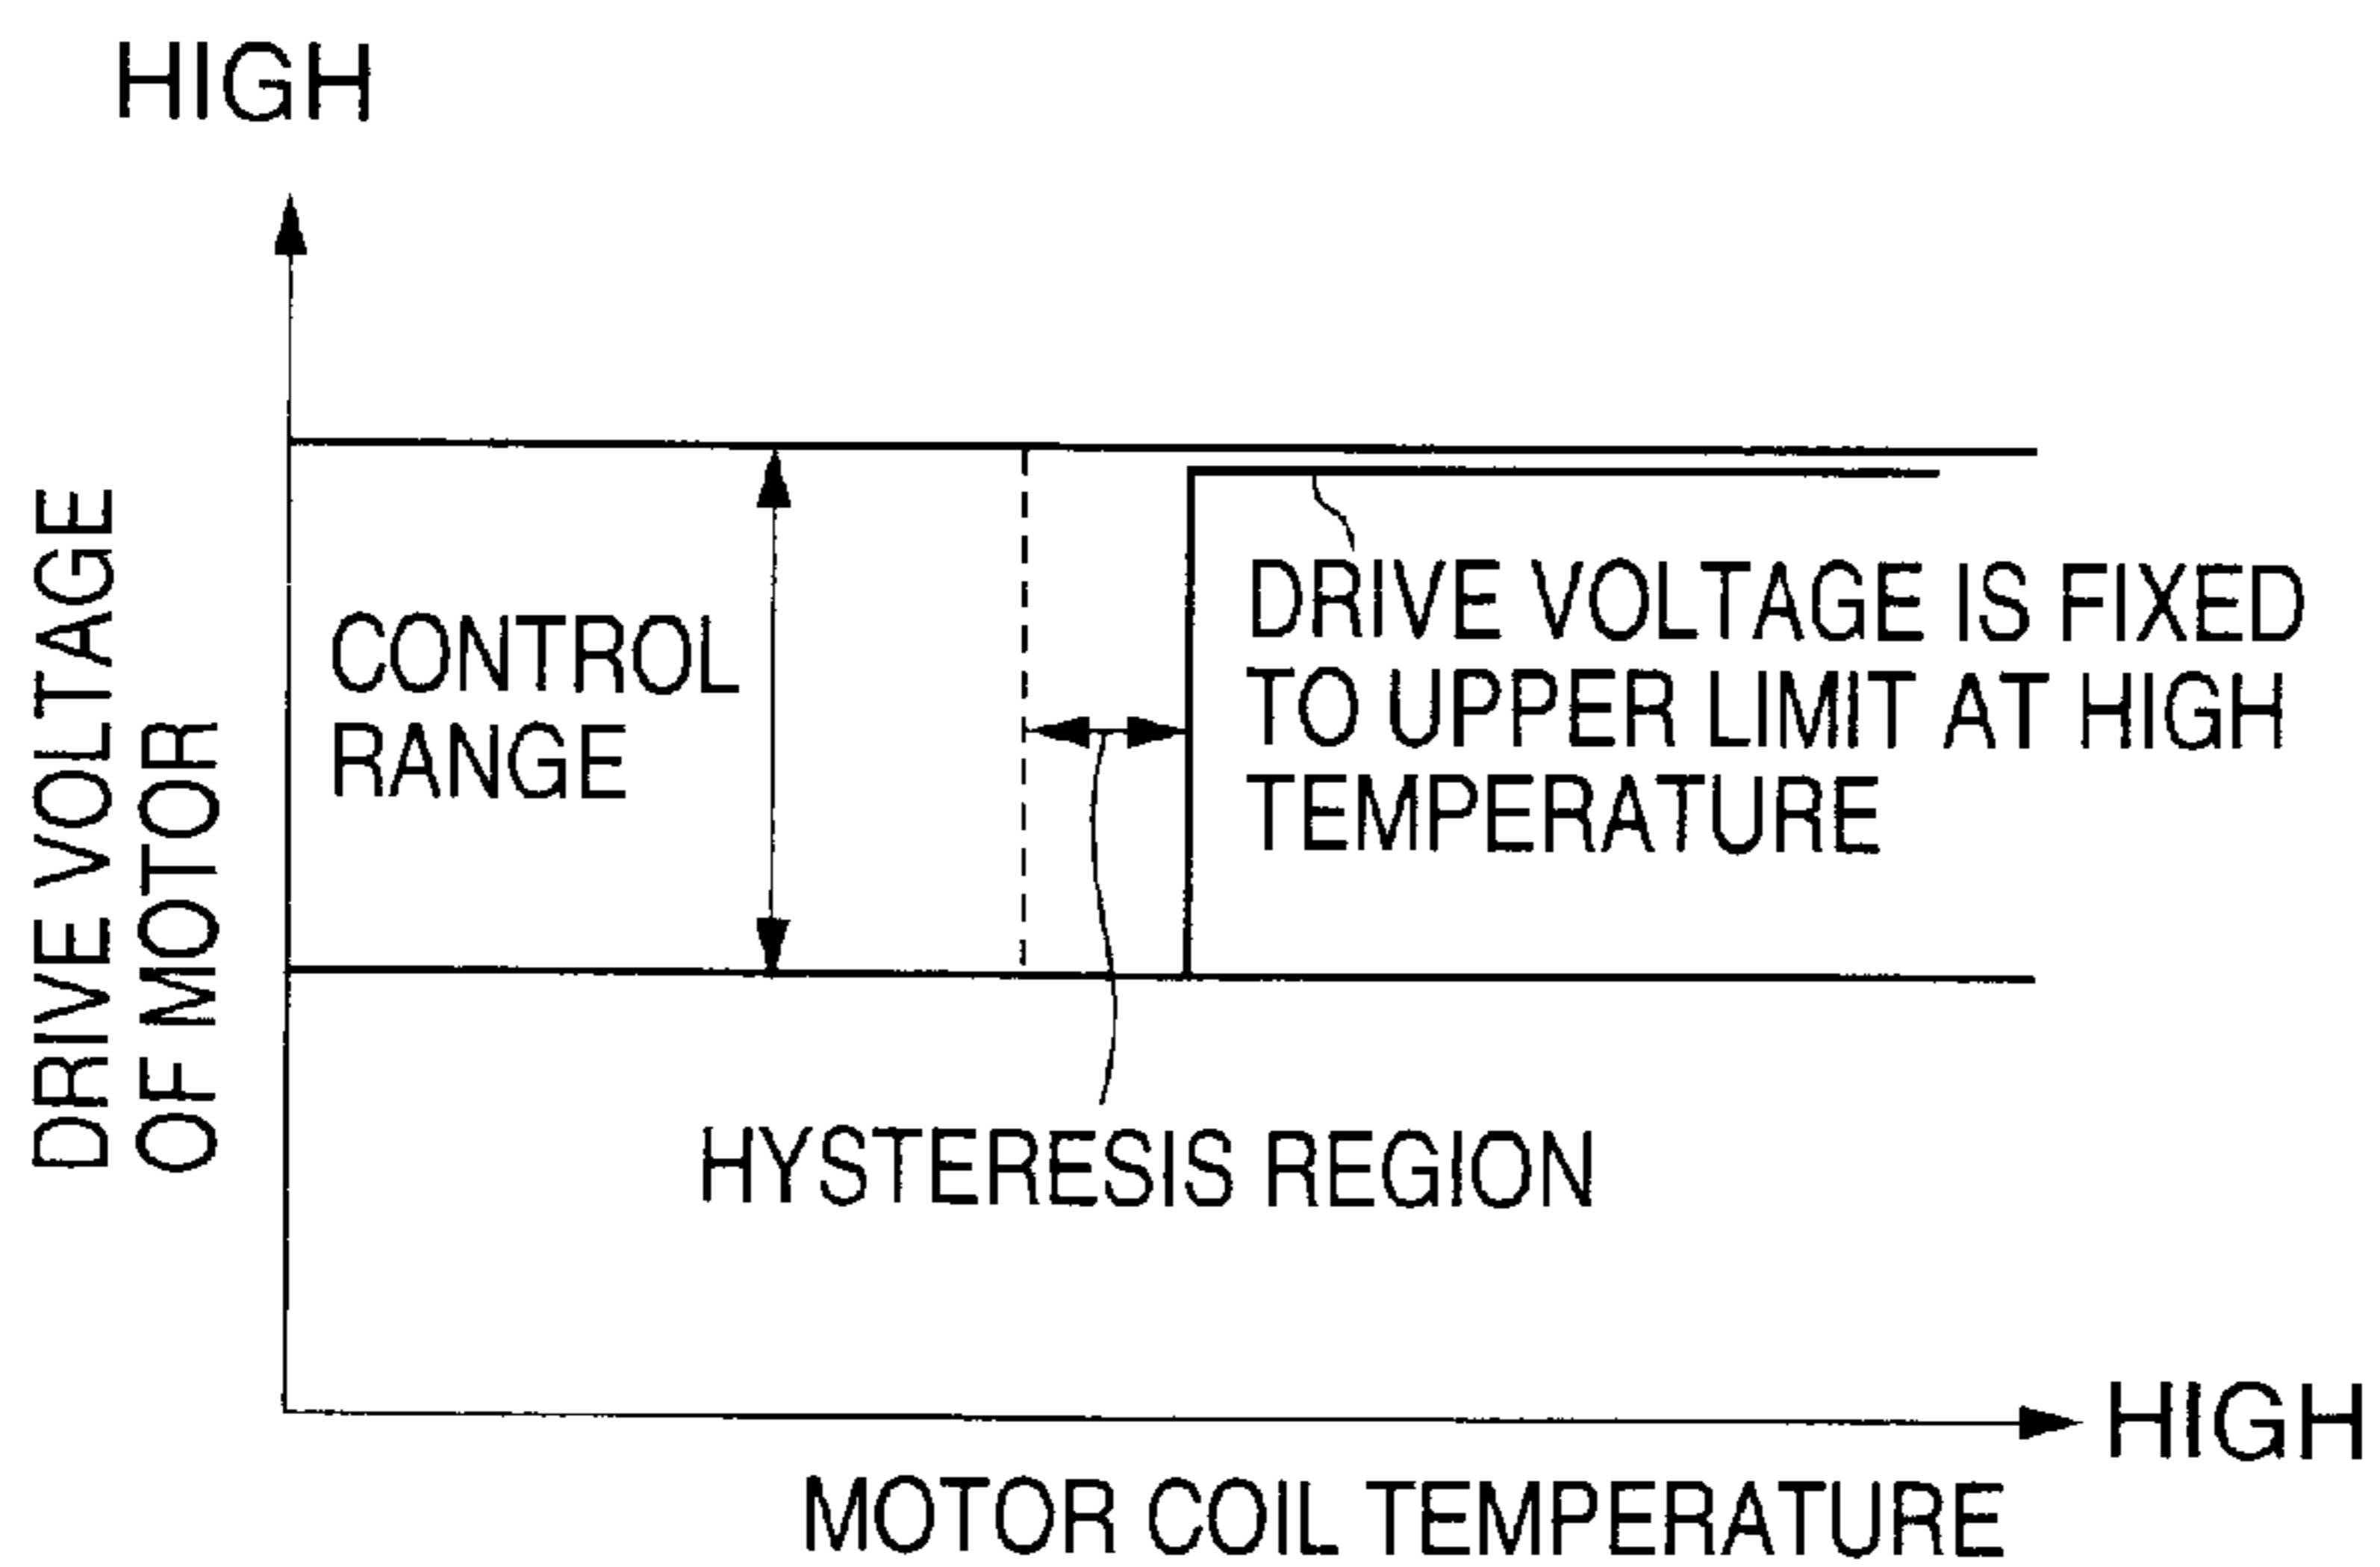 HIGH
DRIVE VOLTAGE
OF MOTOR
CONTROL
RANGE
DRIVE VOLTAGE IS FIXED
TO UPPER LIMIT AT HIGH
TEMPERATURE
HYSTERESIS REGION
HIGH
MOTOR COIL TEMPERATURE